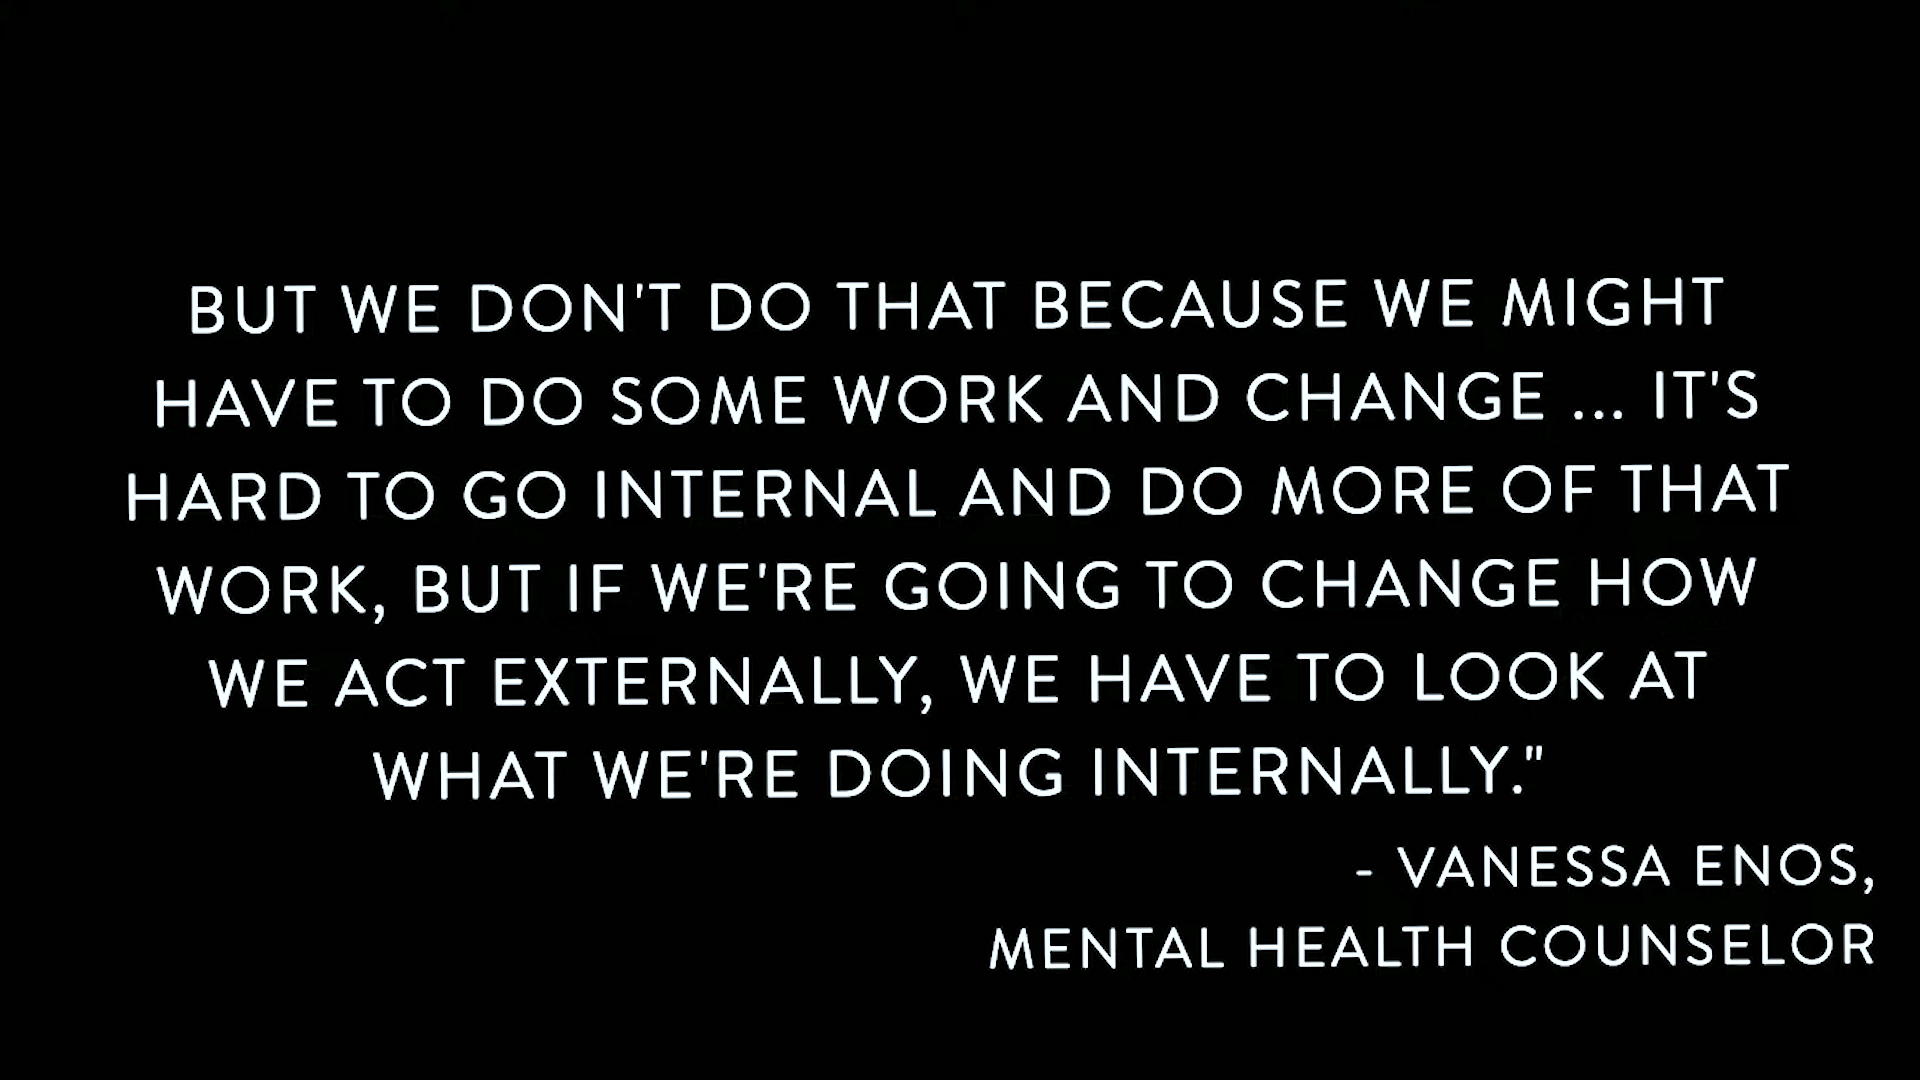 BUT WE DON'T DO THAT BECAUSE WE MIGHT
HAVE TO DO SOME WORK AND CHANGE ... IT'S
HARD TO GO INTERNAL AND DO MORE OF THAT
WORK, BUT IF WE'RE GOING TO CHANGE HOW
WE ACT EXTERNALLY, WE HAVE TO LOOK AT
WHAT WE'RE DOING INTERNALLY."
- VANESSA ENOS,
MENTAL HEALTH COUNSELOR